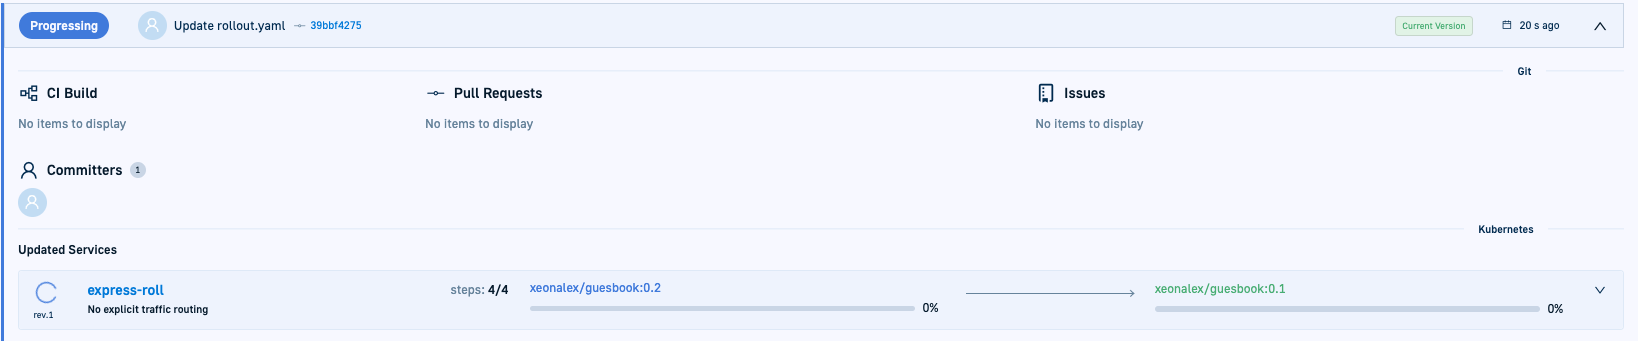 Progressing Update rollout.yaml 39bbf4275 Current Version 20 s ago
Git
CI Build Pull Requests Issues
No items to display No items to display No items to display
Committers 1
Kubernetes
Updated Services
express-roll steps: 4/4 xeonalex/guesbook:0.2 xeonalex/guesbook:0.1
rev.1 No explicit traffic routing 0% 0%